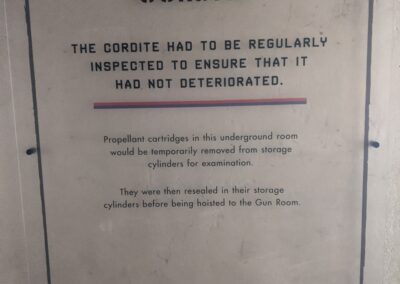 THE CORDITE HAD TO BE REGULARLY
INSPECTED TO ENSURE THAT IT
HAD NOT DETERIORATED.
Propellant cartridges in this underground room
would be temporarily removed from storage
cylinders for examination.
They were then resealed in their storage
cylinders before being hoisted to the Gun Room.